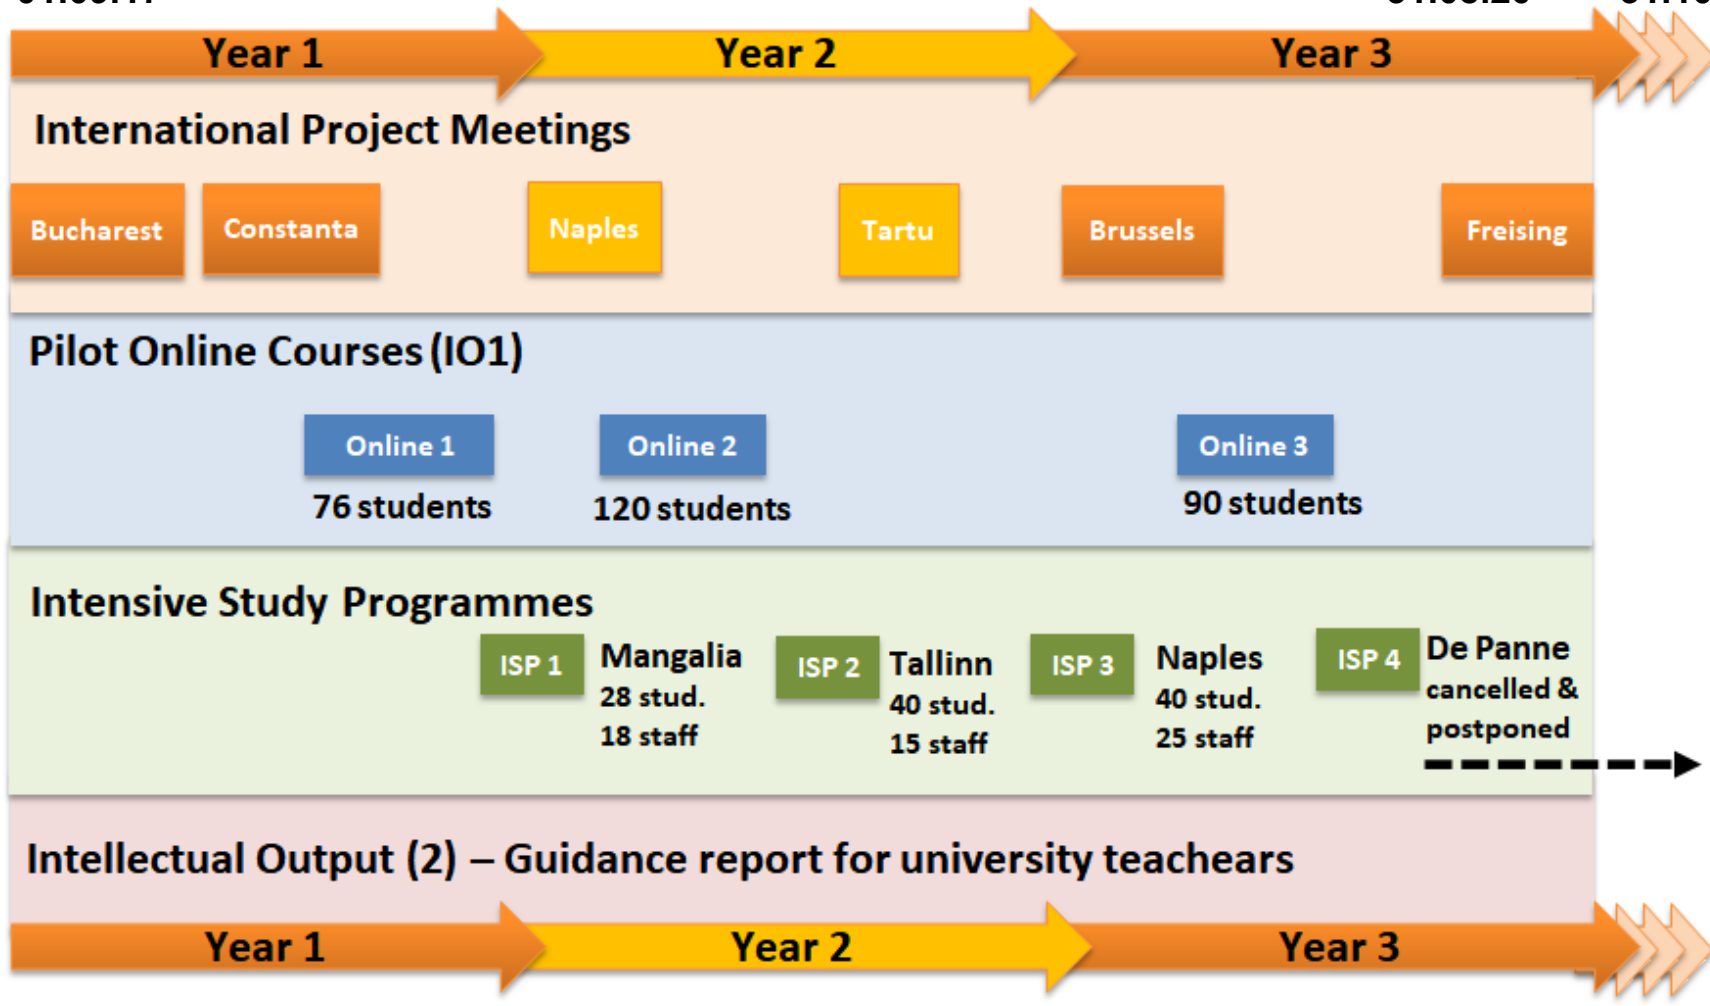 Year 1 Year 2 Year 3
International Project Meetings
Bucharest Constanta Naples Tartu Brussels Freising
Pilot Online Courses (IO1)
Online 1 Online 2 Online 3
76 students 120 students 90 students
Intensive Study Programmes
ISP 1 Mangalia
28 stud.
18 staff
ISP 2 Tallinn
40 stud.
15 staff
ISP 3 Naples
40 stud.
25 staff
ISP 4 De Panne
cancelled &
postponed
Intellectual Output (2) – Guidance report for university teachears
Year 1 Year 2 Year 3